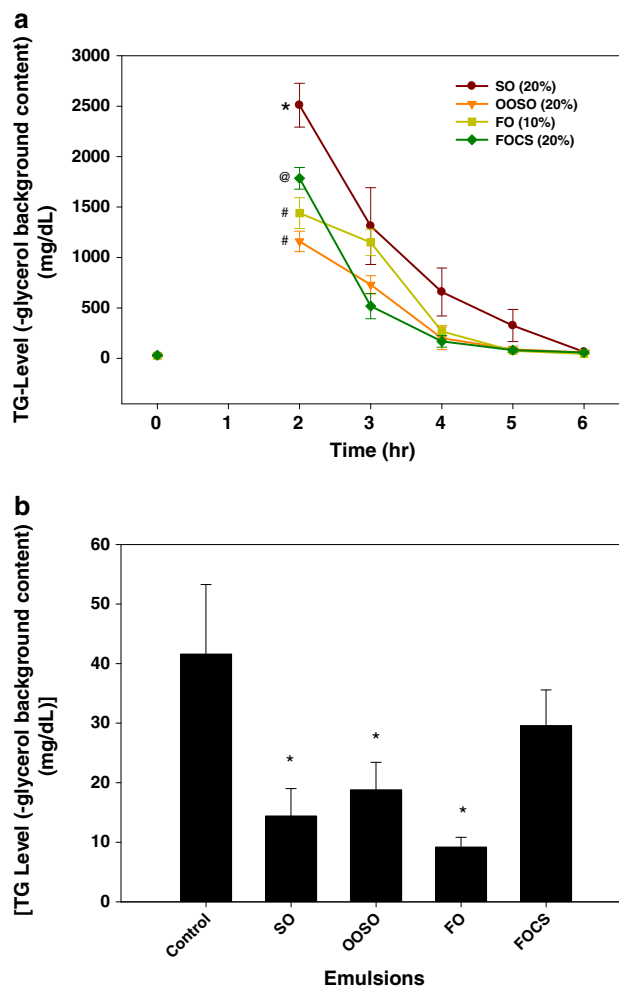 a
TG-Level (-glycerol background content)
(mg/dL)
3000
2500
2000
1500
1000
500
0
*
@
#
#
SO (20%)
OOSO (20%)
FO (10%)
FOCS (20%)
0 1 2 3 4 5 6
Time (hr)
b
[TG Level (-glycerol background content)
(mg/dL)]
60
50
40
30
20
10
0
*
*
*
Control SO OOSO FO FOCS
Emulsions